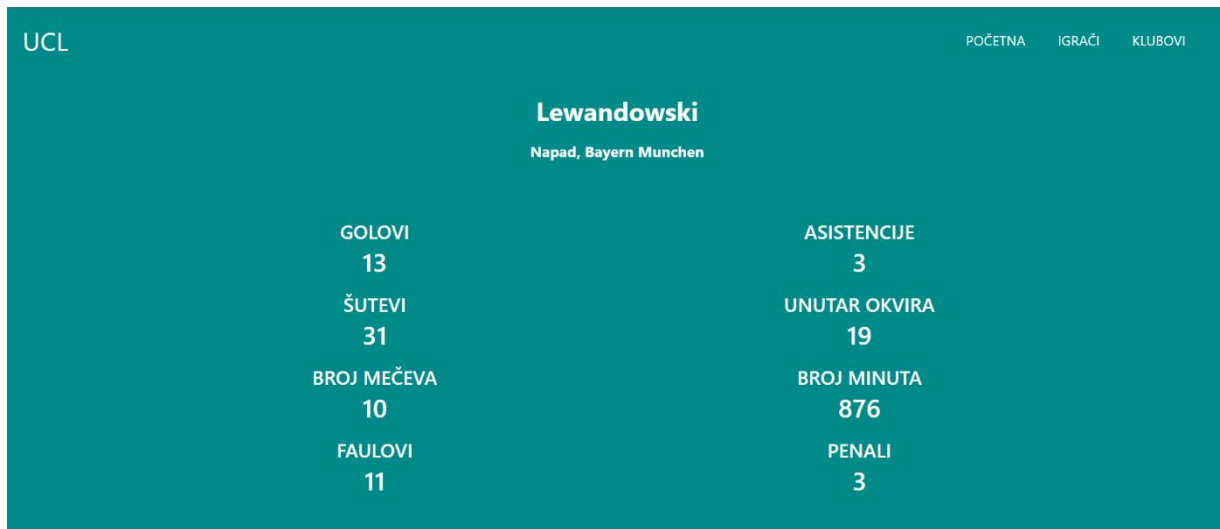 UCL
POČETNA IGRAČI KLUBOVI
Lewandowski
Napad, Bayern Munchen
GOLOVI ASISTENCIJE
13 3
ŠUTEVI UNUTAR OKVIRA
31 19
BROJ MEČEVA BROJ MINUTA
10 876
FAULOVI PENALI
11 3